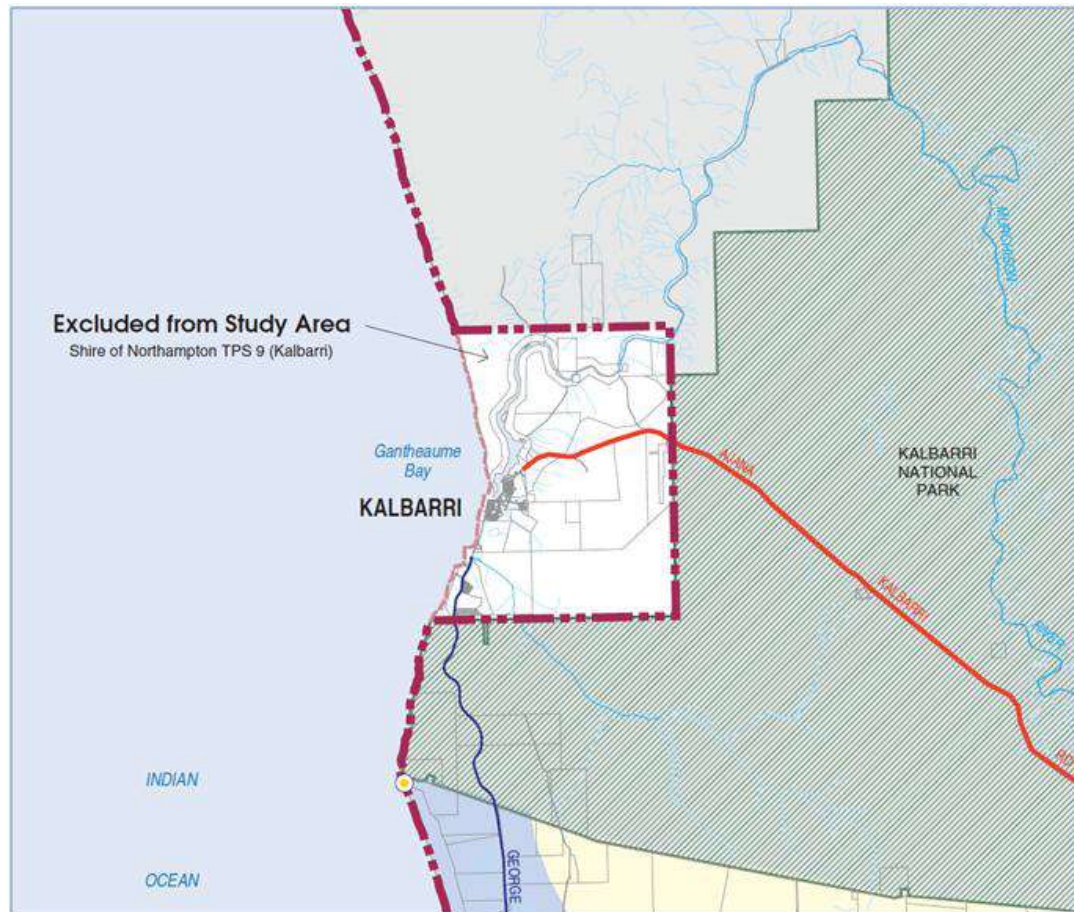 MURCHISON
Excluded from Study Area
Shire of Northampton TPS 9 (Kalbarri)
Gantheaume
Bay
KALBARRI
AJANA
KALBARRI
NATIONAL
PARK
KALBARRI
RIVER
RD
INDIAN
OCEAN
GEORGE